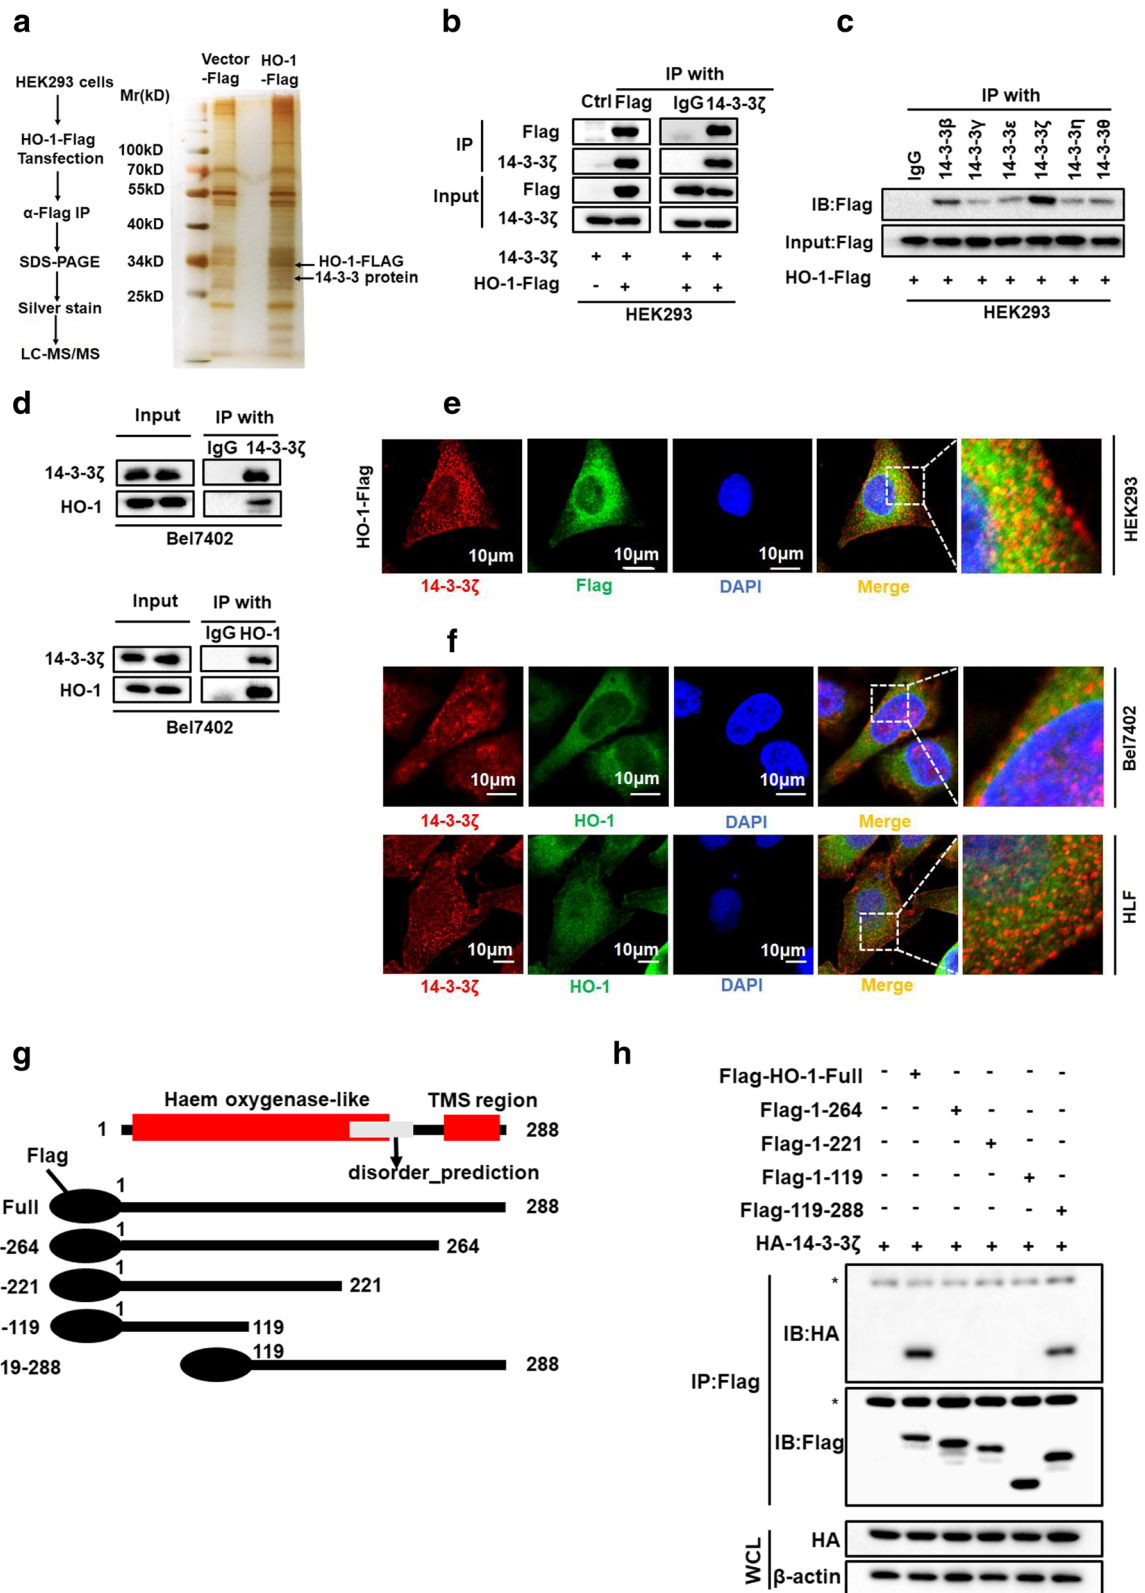 a
HEK293 cells
HO-1-Flag
Tansfection
α-Flag IP
SDS-PAGE
Silver stain
LC-MS/MS
Vector HO-1
-Flag -Flag
Mr(kD)
100kD
70kD
55kD
40kD
34kD
25kD
HO-1-FLAG
14-3-3 protein
b
IP with
Ctrl Flag IgG 14-3-3ζ
IP
Flag
14-3-3ζ
Input
Flag
14-3-3ζ
14-3-3ζ + + + +
HO-1-Flag - + + +
HEK293
c
IP with
IgG
14-3-3β
14-3-3γ
14-3-3ε
14-3-3ζ
14-3-3η
14-3-3θ
IB:Flag
Input:Flag
HO-1-Flag + + + + + + +
HEK293
d
Input IP with
IgG 14-3-3ζ
14-3-3ζ
HO-1
Bel7402
Input IP with
IgG HO-1
14-3-3ζ
HO-1
Bel7402
e
HO-1-Flag
10μm 10μm 10μm
14-3-3ζ Flag DAPI Merge
HEK293
f
10μm 10μm 10μm
14-3-3ζ HO-1 DAPI Merge
Bel7402
10μm 10μm 10μm
14-3-3ζ HO-1 DAPI Merge
HLF
g
Haem oxygenase-like TMS region
1 288
disorder_prediction
Flag
Full 1 288
-264 1 264
-221 1 221
-119 1 119
19-288 119 288
h
Flag-HO-1-Full - + - - - -
Flag-1-264 - - + - - -
Flag-1-221 - - - + - -
Flag-1-119 - - - - + -
Flag-119-288 - - - - - +
HA-14-3-3ζ + + + + + +
IP:Flag
*
IB:HA
*
IB:Flag
WCL
HA
β-actin